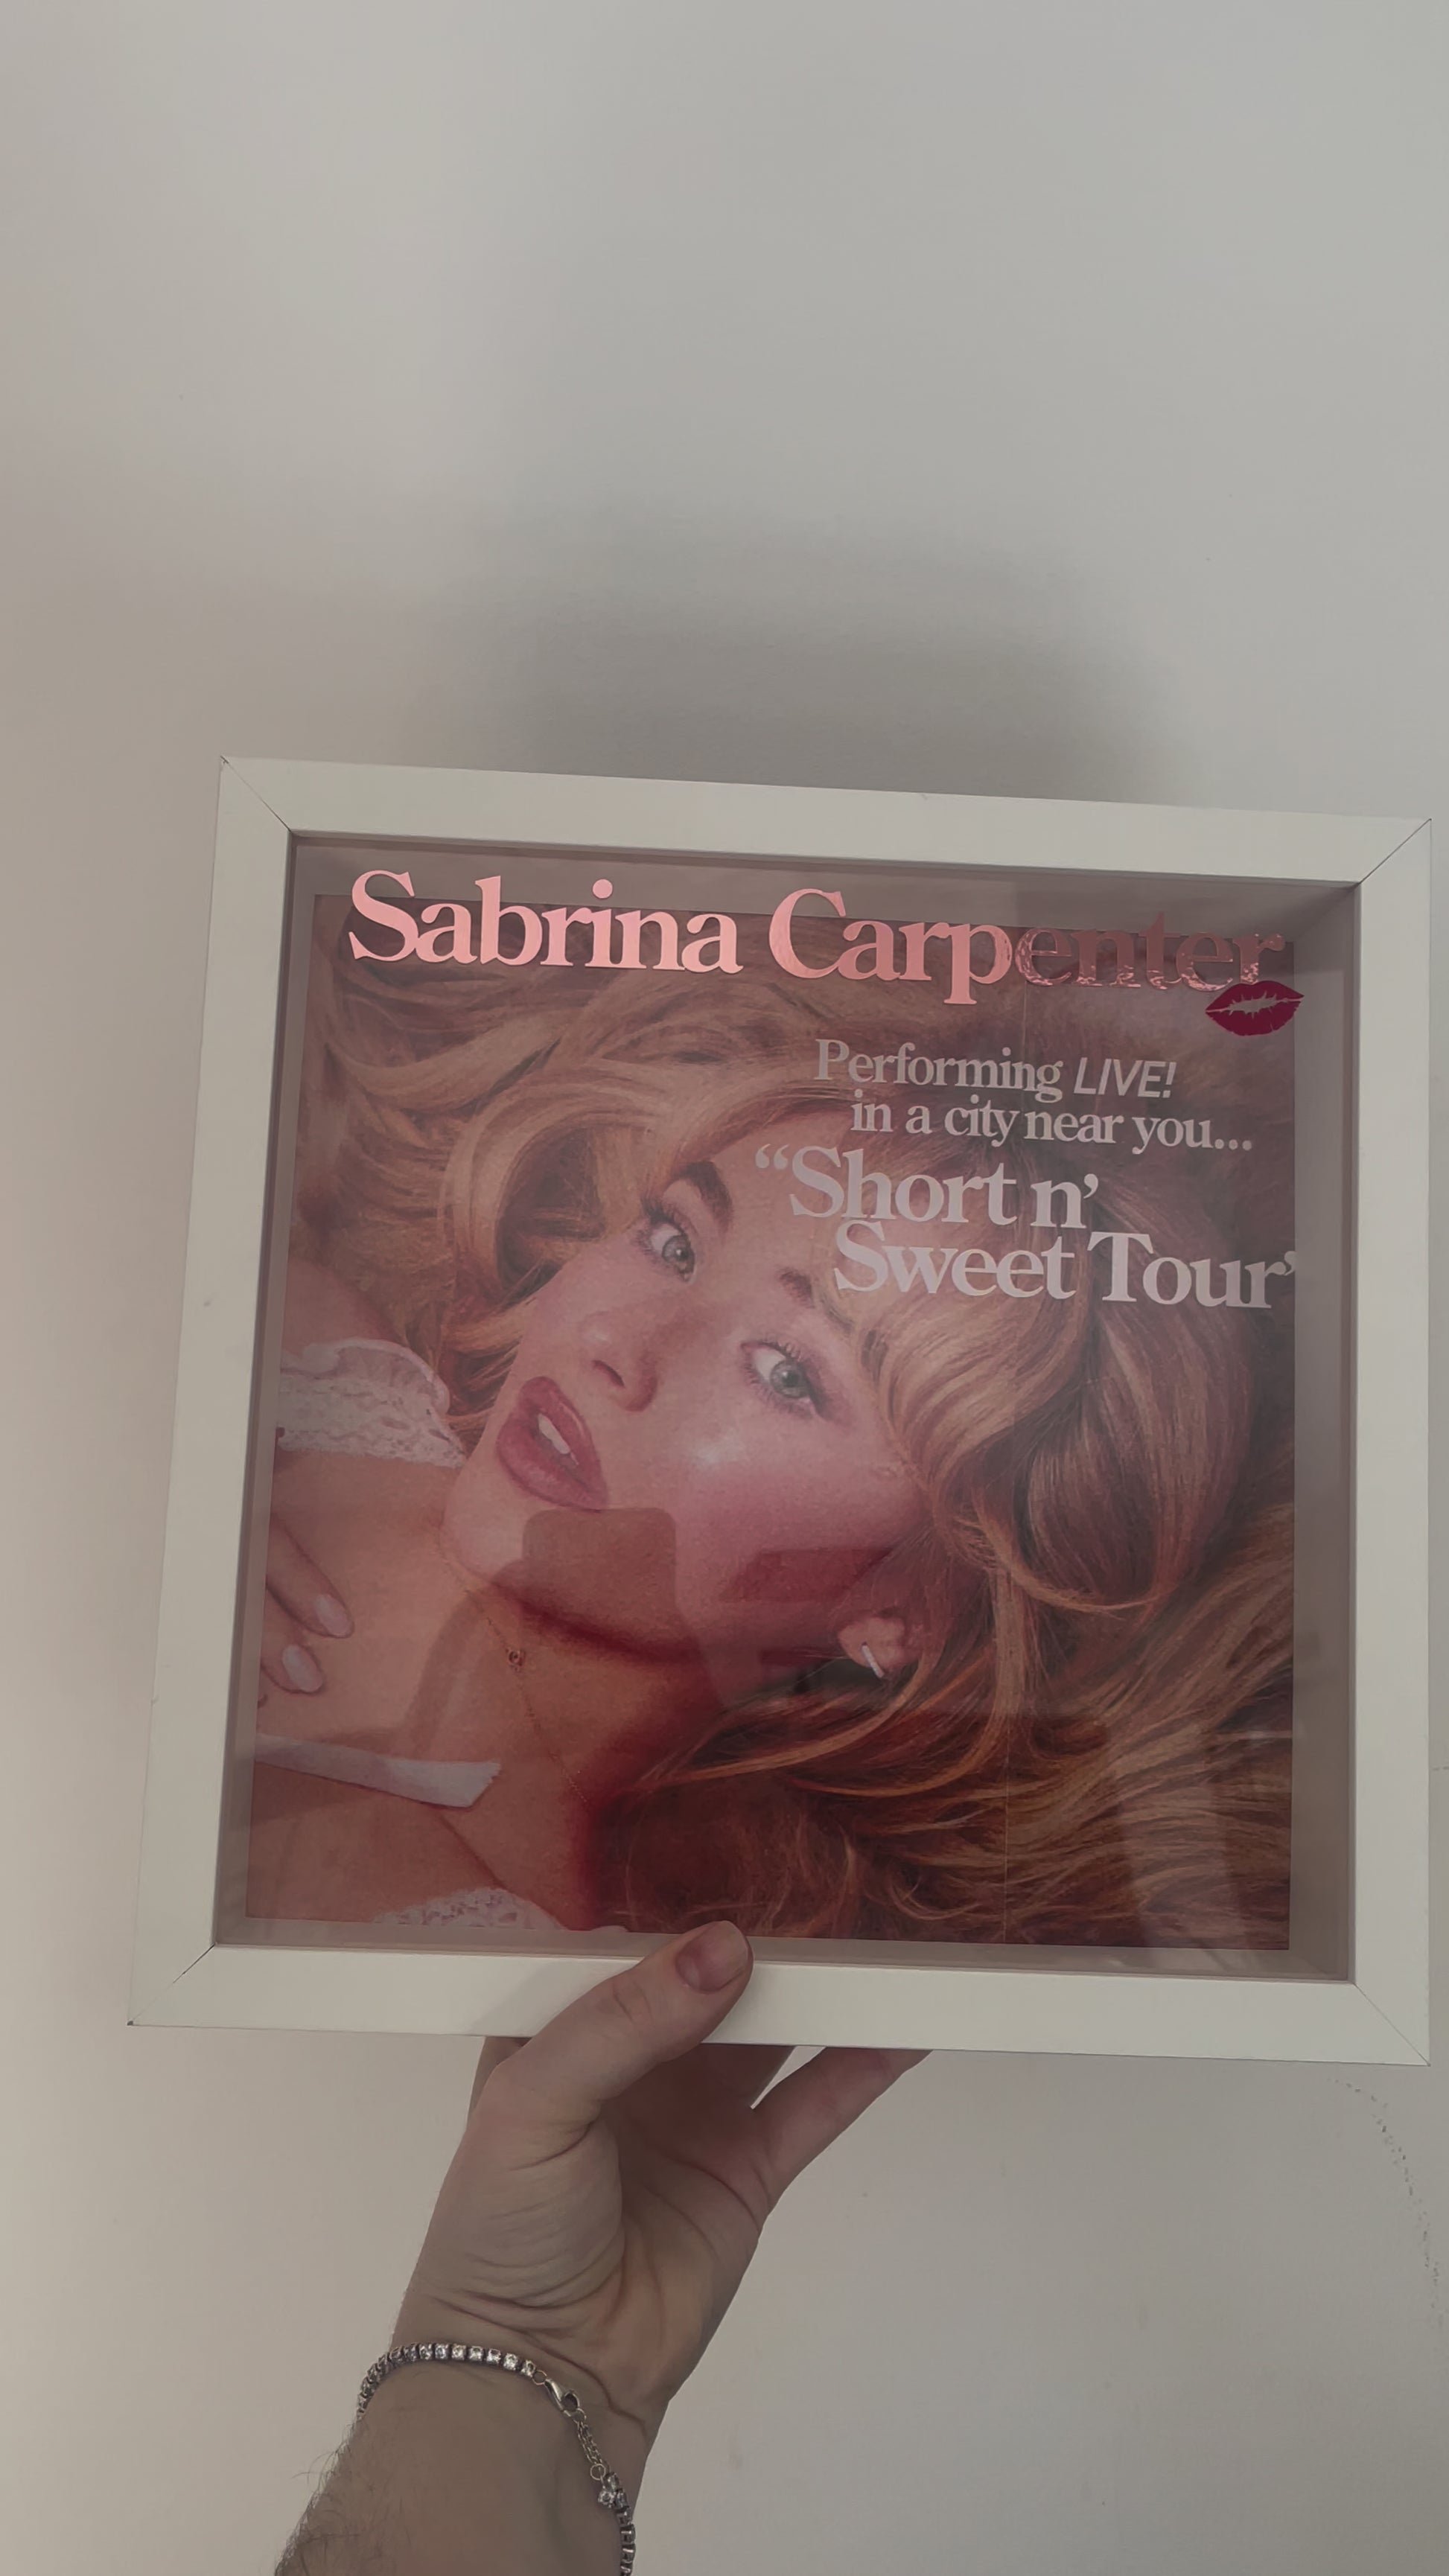 Sabrina Carpenter
Performing LIVE!
in a city near you...
“Short n’
Sweet Tour’